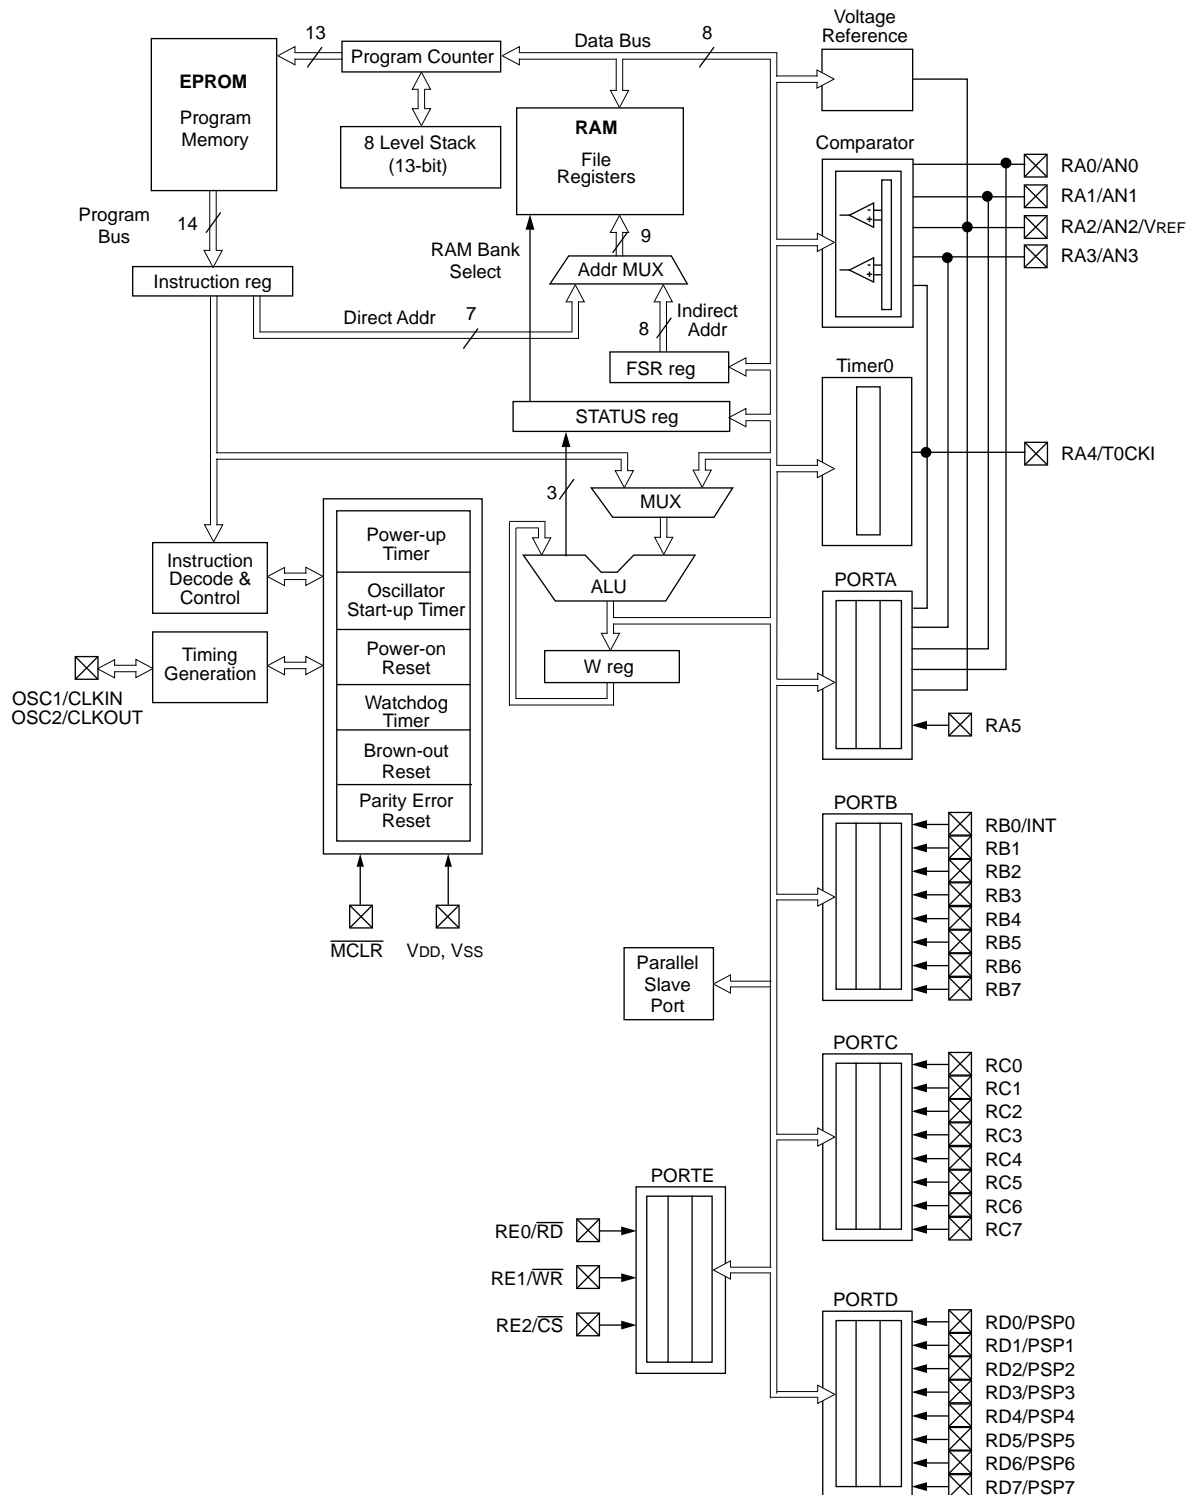 13
Data Bus
8
Voltage
Reference
EPROM
Program
Memory
Program Counter
8 Level Stack
(13-bit)
RAM
File
Registers
Comparator
RA0/AN0
RA1/AN1
RA2/AN2/VREF
RA3/AN3
-
+
-
+
Program
Bus
14
RAM Bank
Select
9
Addr MUX
Instruction reg
Direct Addr
7
8
Indirect
Addr
FSR reg
STATUS reg
Timer0
RA4/T0CKI
3
MUX
ALU
W reg
Instruction
Decode &
Control
Timing
Generation
OSC1/CLKIN
OSC2/CLKOUT
Power-up
Timer
Oscillator
Start-up Timer
Power-on
Reset
Watchdog
Timer
Brown-out
Reset
Parity Error
Reset
MCLR
VDD, VSS
PORTA
RA5
PORTB
RB0/INT
RB1
RB2
RB3
RB4
RB5
RB6
RB7
Parallel
Slave
Port
PORTC
RC0
RC1
RC2
RC3
RC4
RC5
RC6
RC7
PORTE
RE0/RD
RE1/WR
RE2/CS
PORTD
RD0/PSP0
RD1/PSP1
RD2/PSP2
RD3/PSP3
RD4/PSP4
RD5/PSP5
RD6/PSP6
RD7/PSP7